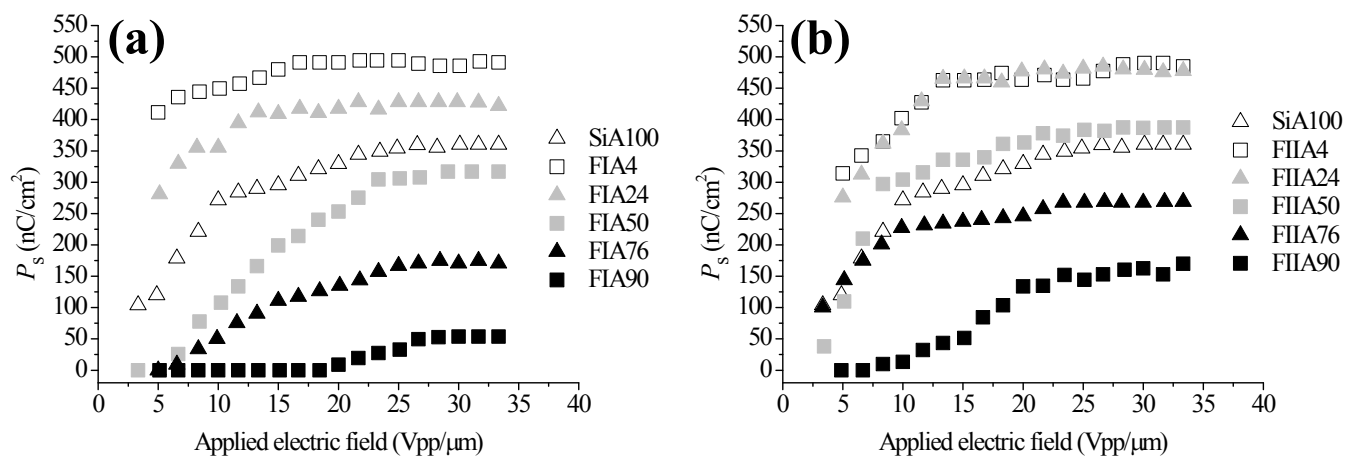 (a)
550
500
450
400
350
300
250
200
150
100
50
0
P_s (nC/cm²)
0 5 10 15 20 25 30 35 40
Applied electric field (Vpp/μm)
SiA100
FIA4
FIA24
FIA50
FIA76
FIA90
(b)
550
500
450
400
350
300
250
200
150
100
50
0
P_s (nC/cm²)
0 5 10 15 20 25 30 35 40
Applied electric field (Vpp/μm)
SiA100
FIIA4
FIIA24
FIIA50
FIIA76
FIIA90